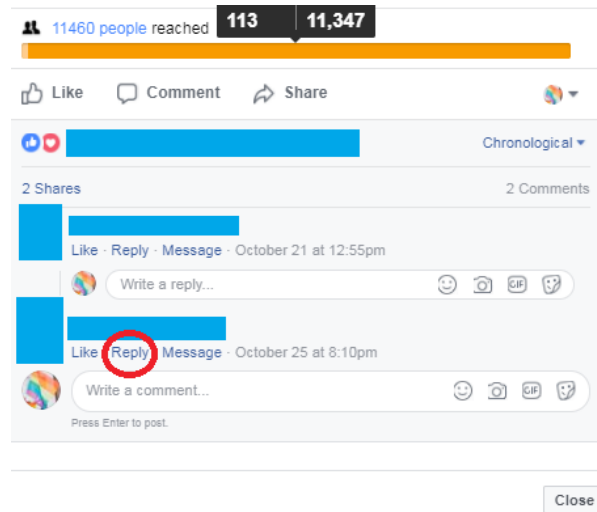 11460 people reached 113 11,347
Like Comment Share
Chronological
2 Shares 2 Comments
Like · Reply · Message · October 21 at 12:55pm
Write a reply...
GIF
Like · Reply · Message · October 25 at 8:10pm
Write a comment...
GIF
Press Enter to post.
Close